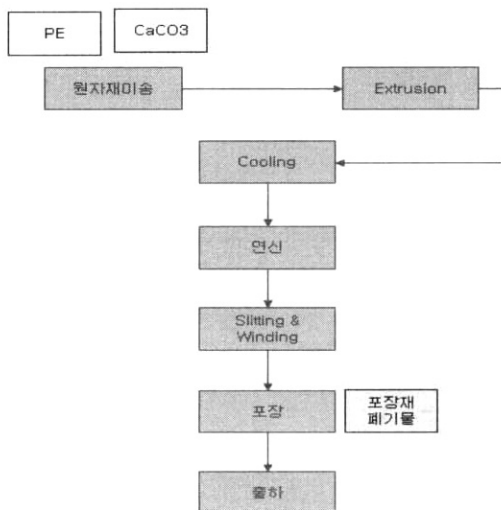 PE
CaCO3
원자재이송
Extrusion
Cooling
연신
Slitting &
Winding
포장
포장재
폐기물
출하